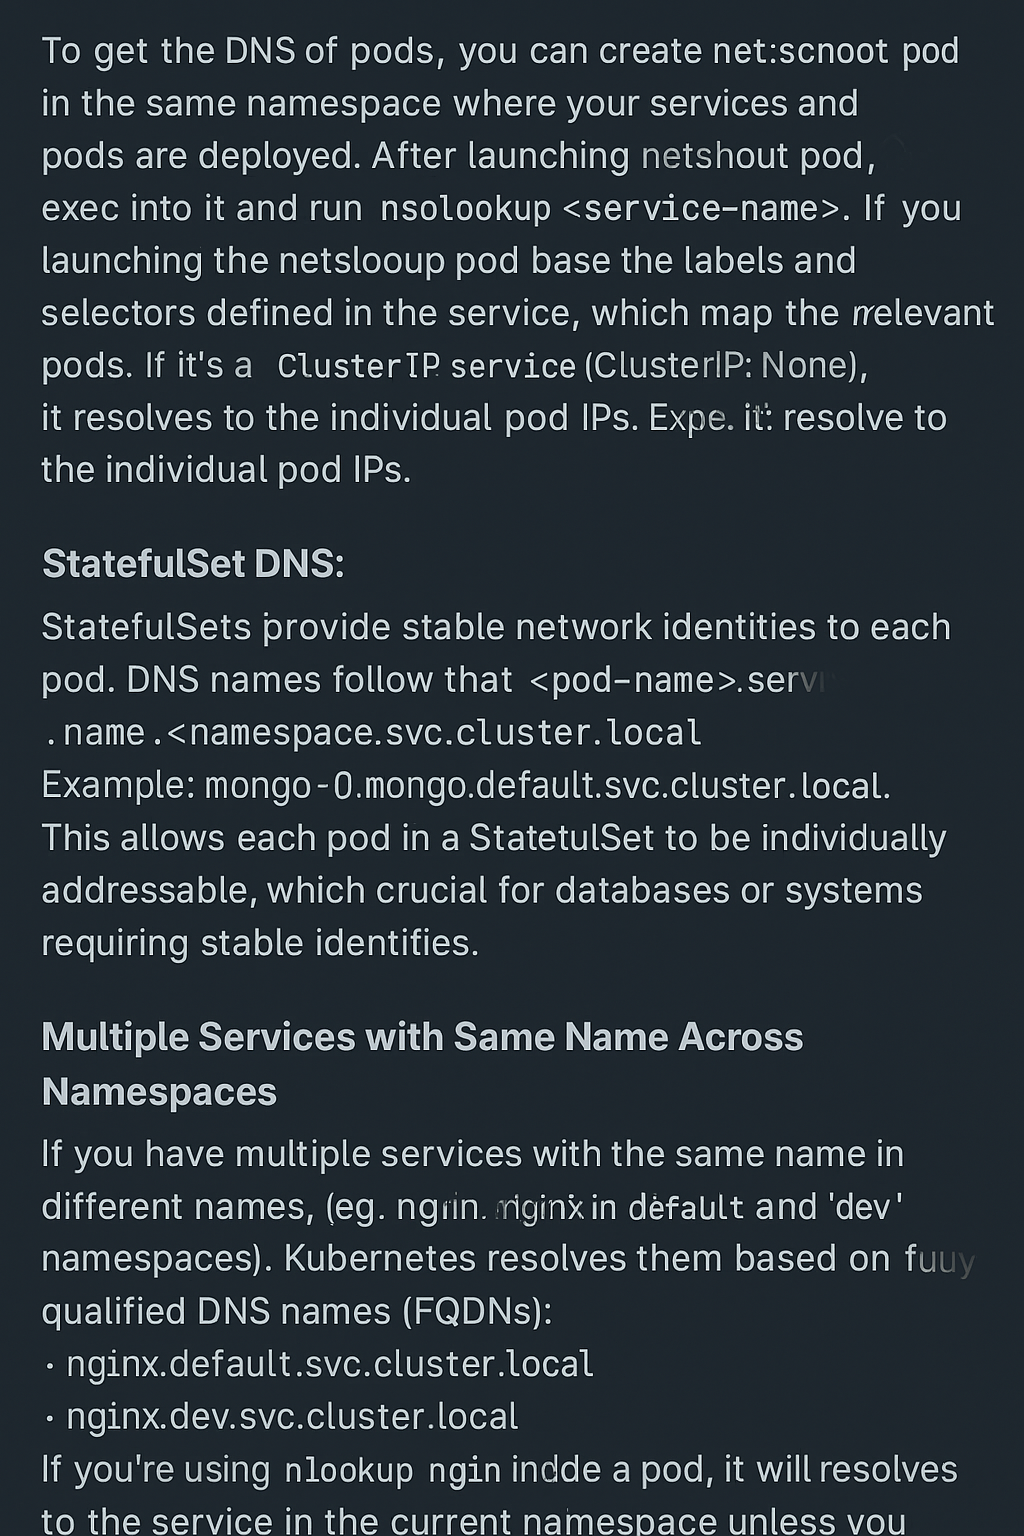 To get the DNS of pods, you can create net:scnoot pod
in the same namespace where your services and
pods are deployed. After launching netshout pod,
exec into it and run nsolookup <service-name>. If you
launching the netslooup pod base the labels and
selectors defined in the service, which map the rrelevant
pods. If it's a ClusterIP service (ClusterIP: None),
it resolves to the individual pod IPs. Expe. it: resolve to
the individual pod IPs.
StatefulSet DNS:
StatefulSets provide stable network identities to each
pod. DNS names follow that <pod-name>.servi
.name.<namespace.svc.cluster.local
Example: mongo-0.mongo.default.svc.cluster.local.
This allows each pod in a StatetulSet to be individually
addressable, which crucial for databases or systems
requiring stable identifies.
Multiple Services with Same Name Across
Namespaces
If you have multiple services with the same name in
different names, (eg. nginx in default and 'dev'
namespaces). Kubernetes resolves them based on fuuy
qualified DNS names (FQDNs):
· nginx.default.svc.cluster.local
· nginx.dev.svc.cluster.local
If you're using nlookup ngin indde a pod, it will resolves
to the service in the current namespace unless you